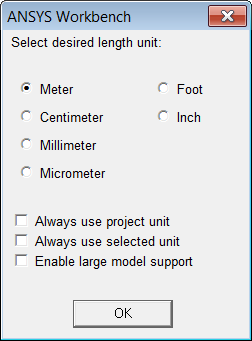 ANSYS Workbench
Select desired length unit:
Meter
Foot
Centimeter
Inch
Millimeter
Micrometer
Always use project unit
Always use selected unit
Enable large model support
OK